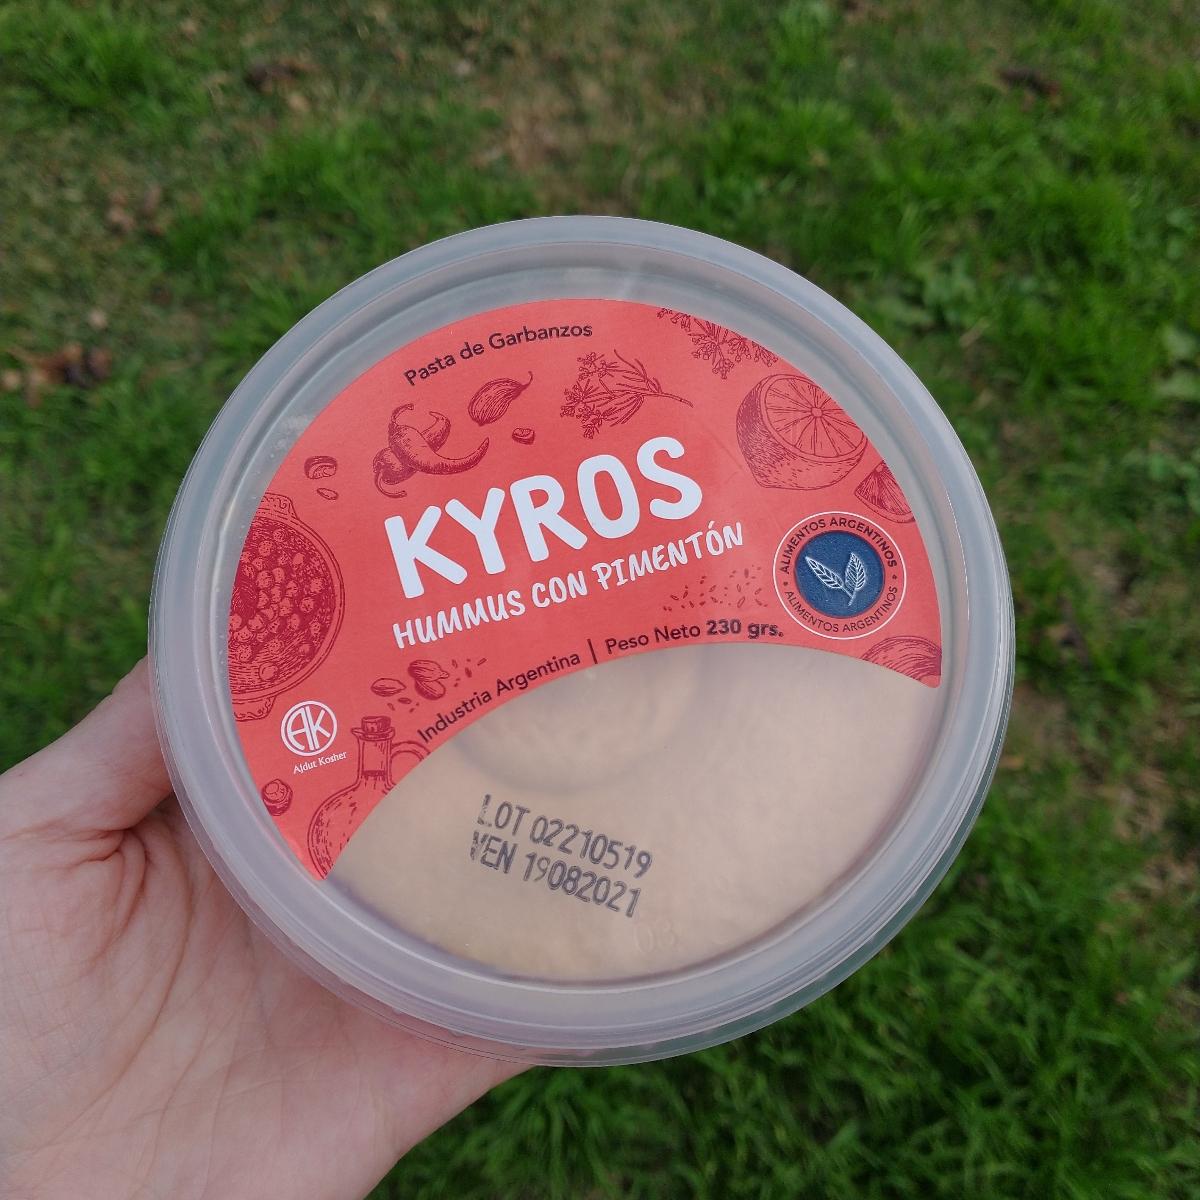 Pasta de Garbanzos
KYROS
HUMMUS CON PIMENTÓN
ALIMENTOS ARGENTINOS
ALIMENTOS ARGENTINOS
Industria Argentina | Peso Neto 230 grs.
AK
Ajdut Kosher
LOT 02210519
VEN 19082021